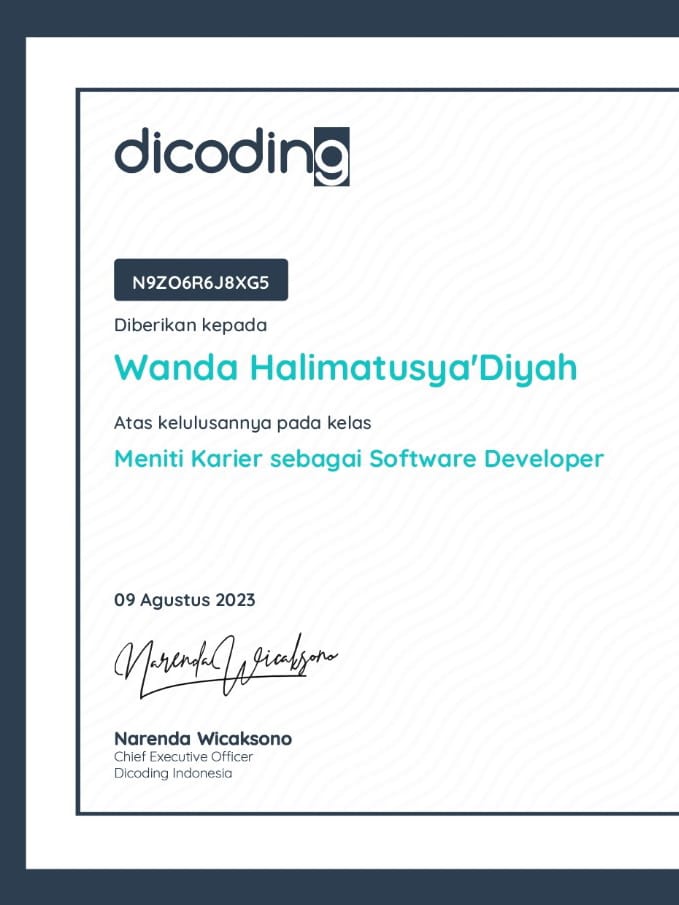 dicoding
N9ZO6R6J8XG5
Diberikan kepada
Wanda Halimatusya'Diyah
Atas kelulusannya pada kelas
Meniti Karier sebagai Software Developer
09 Agustus 2023
Narenda Wicaksono
Narenda Wicaksono
Chief Executive Officer
Dicoding Indonesia